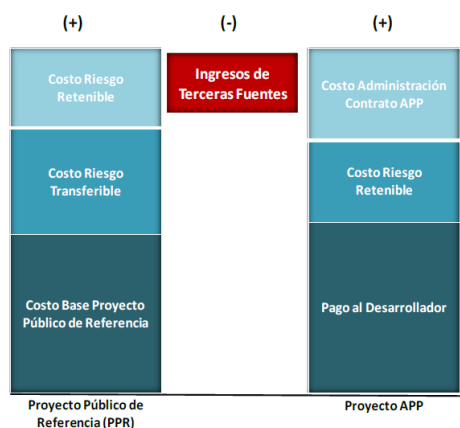 (+)
(-)
(+)
Costo Riesgo
Retenible
Ingresos de
Terceras Fuentes
Costo Administración
Contrato APP
Costo Riesgo
Transferible
Costo Riesgo
Retenible
Costo Base Proyecto
Público de Referencia
Pago al Desarrollador
Proyecto Público de
Referencia (PPR)
Proyecto APP